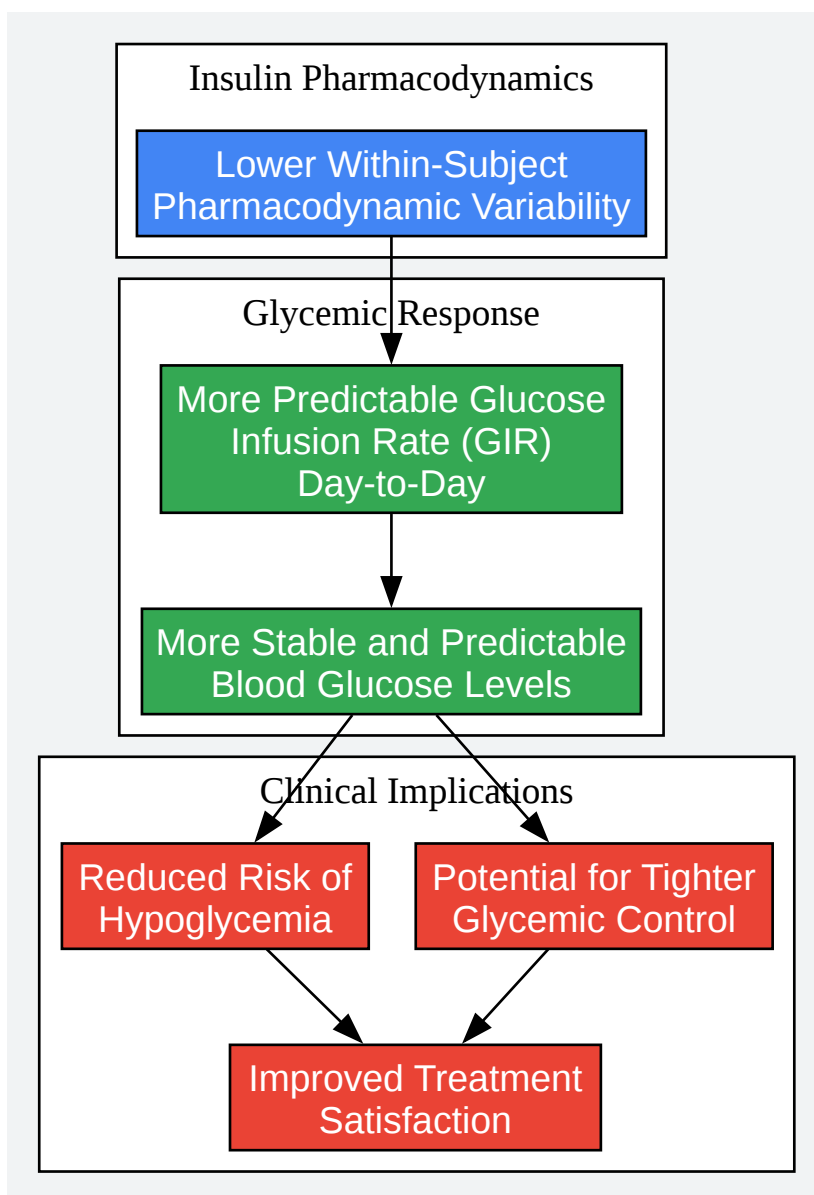 Insulin Pharmacodynamics
Lower Within-Subject
Pharmacodynamic Variability
Glycemic Response
More Predictable Glucose
Infusion Rate (GIR)
Day-to-Day
More Stable and Predictable
Blood Glucose Levels
Clinical Implications
Reduced Risk of
Hypoglycemia
Potential for Tighter
Glycemic Control
Improved Treatment
Satisfaction